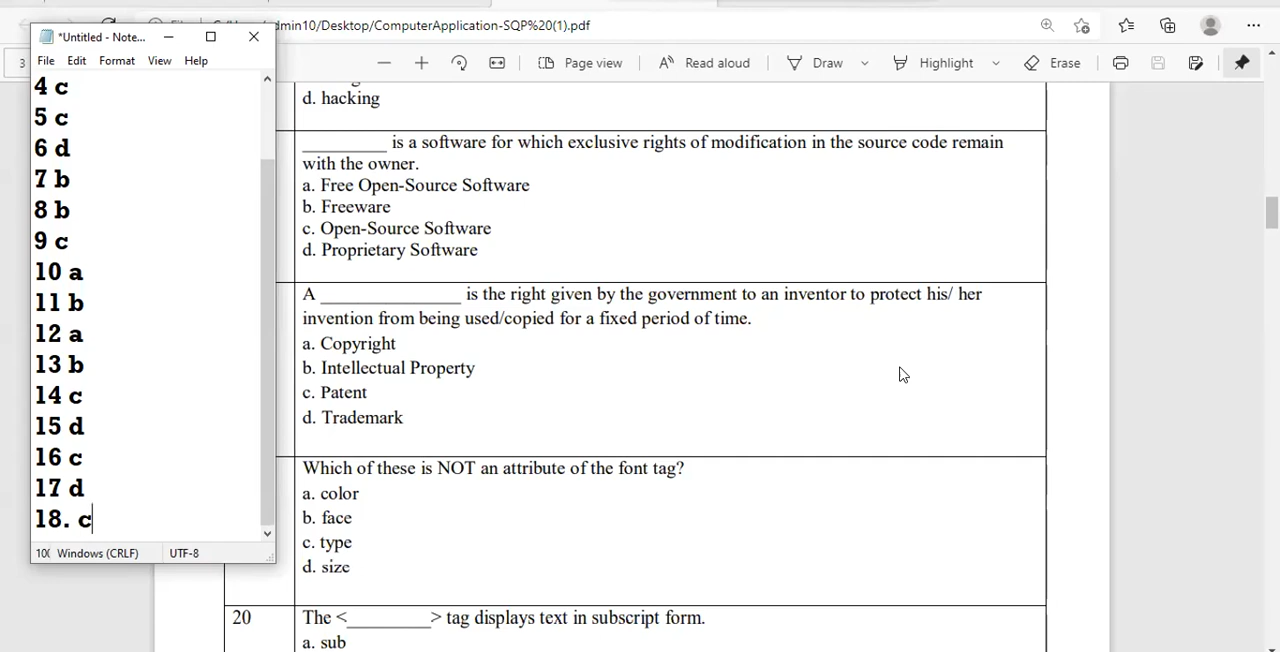 *Untitled - Note...
File Edit Format View Help
4 c
5 c
6 d
7 b
8 b
9 c
10 a
11 b
12 a
13 b
14 c
15 d
16 c
17 d
18. c
Windows (CRLF) UTF-8
dmin10/Desktop/ComputerApplication-SQP%20(1).pdf
3
Page view Read aloud Draw Highlight Erase
d. hacking
__________ is a software for which exclusive rights of modification in the source code remain
with the owner.
a. Free Open-Source Software
b. Freeware
c. Open-Source Software
d. Proprietary Software
A ________________ is the right given by the government to an inventor to protect his/ her
invention from being used/copied for a fixed period of time.
a. Copyright
b. Intellectual Property
c. Patent
d. Trademark
Which of these is NOT an attribute of the font tag?
a. color
b. face
c. type
d. size
20 The <__________> tag displays text in subscript form.
a. sub